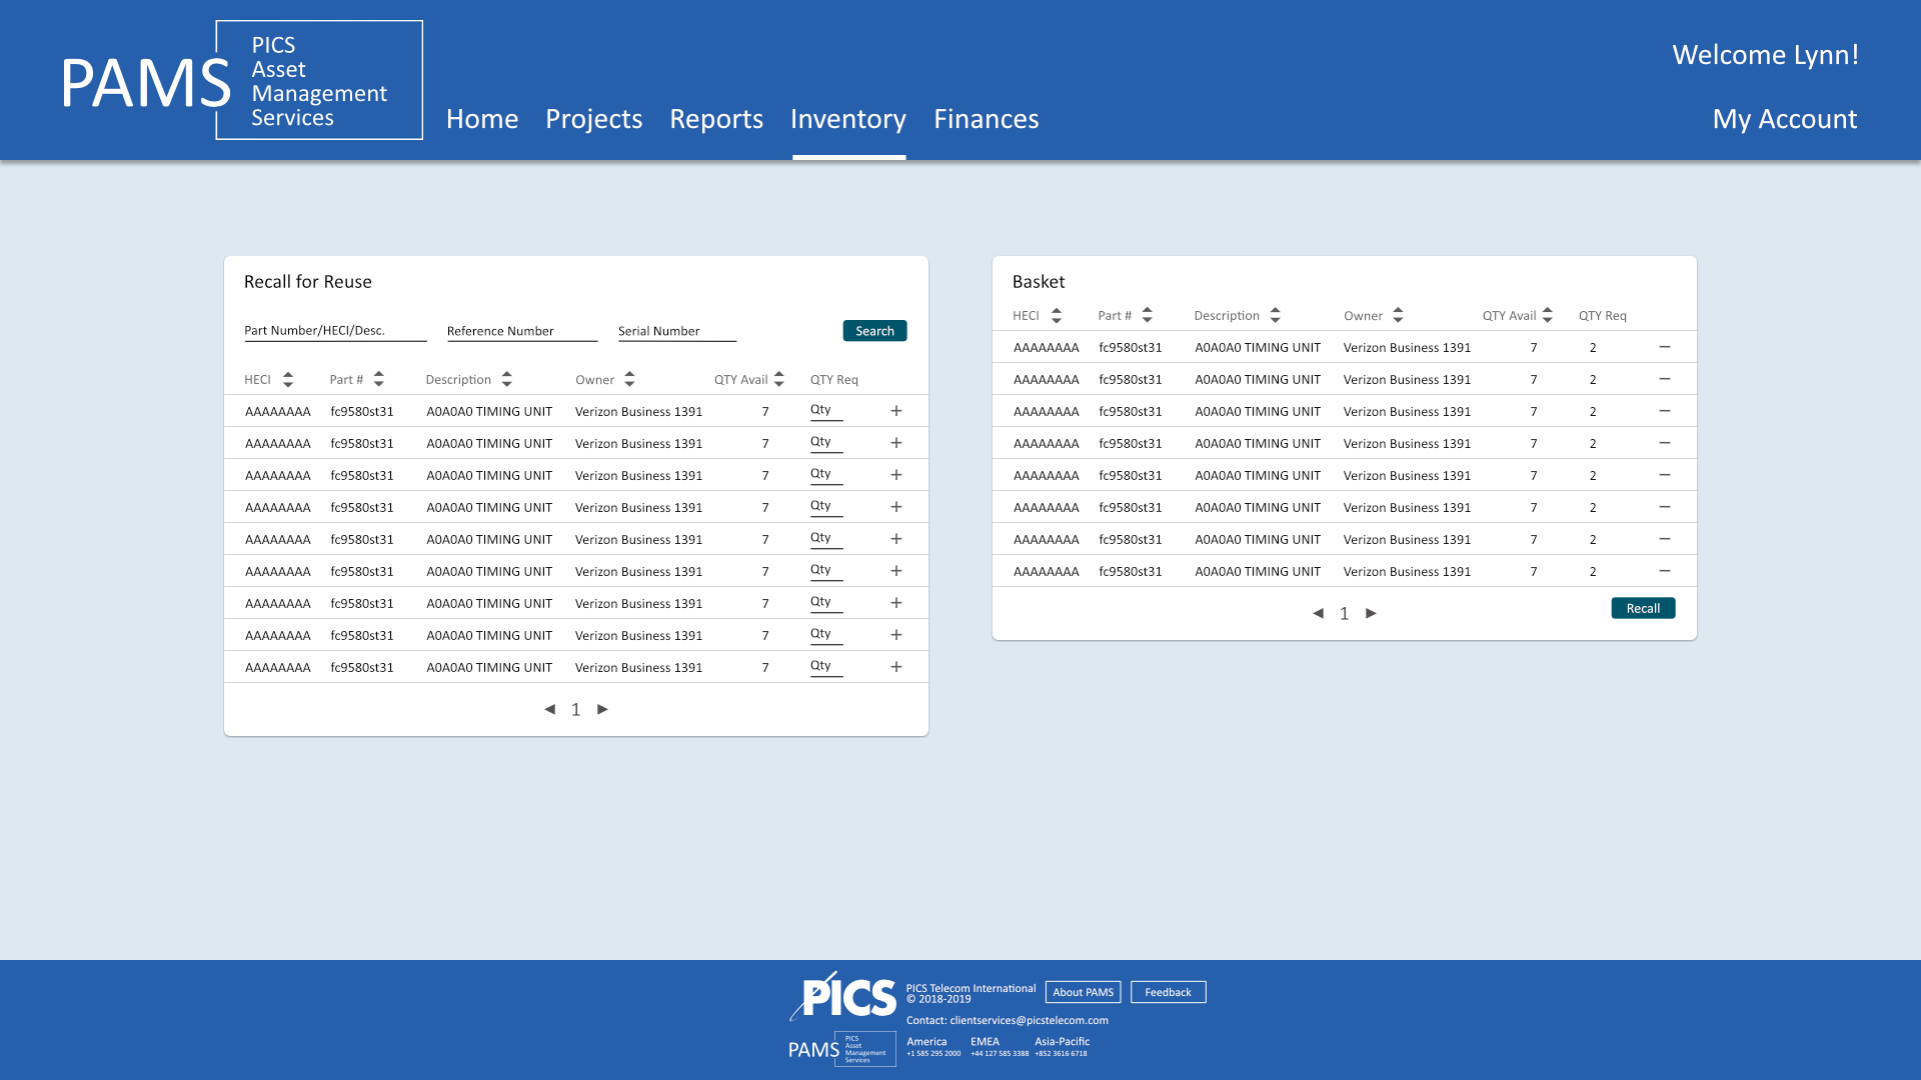 PAMS
PICS
Asset
Management
Services
Home Projects Reports Inventory Finances
Welcome Lynn!
My Account
Recall for Reuse
Part Number/HECI/Desc. Reference Number Serial Number Search
HECI Part # Description Owner QTY Avail QTY Req
AAAAAAAA fc9580st31 A0A0A0 TIMING UNIT Verizon Business 1391 7 Qty +
AAAAAAAA fc9580st31 A0A0A0 TIMING UNIT Verizon Business 1391 7 Qty +
AAAAAAAA fc9580st31 A0A0A0 TIMING UNIT Verizon Business 1391 7 Qty +
AAAAAAAA fc9580st31 A0A0A0 TIMING UNIT Verizon Business 1391 7 Qty +
AAAAAAAA fc9580st31 A0A0A0 TIMING UNIT Verizon Business 1391 7 Qty +
AAAAAAAA fc9580st31 A0A0A0 TIMING UNIT Verizon Business 1391 7 Qty +
AAAAAAAA fc9580st31 A0A0A0 TIMING UNIT Verizon Business 1391 7 Qty +
AAAAAAAA fc9580st31 A0A0A0 TIMING UNIT Verizon Business 1391 7 Qty +
AAAAAAAA fc9580st31 A0A0A0 TIMING UNIT Verizon Business 1391 7 Qty +
◄ 1 ►
Basket
HECI Part # Description Owner QTY Avail QTY Req
AAAAAAAA fc9580st31 A0A0A0 TIMING UNIT Verizon Business 1391 7 2 −
AAAAAAAA fc9580st31 A0A0A0 TIMING UNIT Verizon Business 1391 7 2 −
AAAAAAAA fc9580st31 A0A0A0 TIMING UNIT Verizon Business 1391 7 2 −
AAAAAAAA fc9580st31 A0A0A0 TIMING UNIT Verizon Business 1391 7 2 −
AAAAAAAA fc9580st31 A0A0A0 TIMING UNIT Verizon Business 1391 7 2 −
AAAAAAAA fc9580st31 A0A0A0 TIMING UNIT Verizon Business 1391 7 2 −
AAAAAAAA fc9580st31 A0A0A0 TIMING UNIT Verizon Business 1391 7 2 −
AAAAAAAA fc9580st31 A0A0A0 TIMING UNIT Verizon Business 1391 7 2 −
◄ 1 ►
Recall
PICS
PICS Telecom International
© 2018-2019
About PAMS
Feedback
Contact: clientservices@picstelecom.com
PAMS
PICS
Asset
Management
Services
America EMEA Asia-Pacific
+1 585 295 2000 +44 127 585 3388 +852 3616 6718